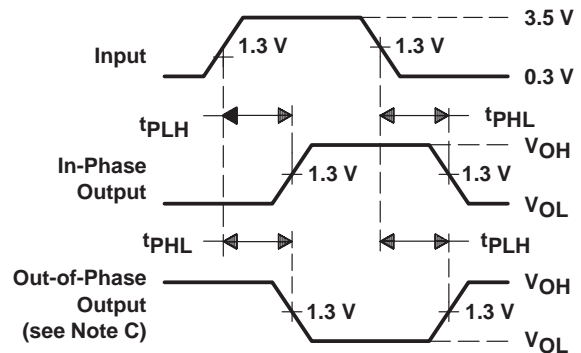 3.5 V
Input
1.3 V
1.3 V
0.3 V
tPLH
tPHL
In-Phase
Output
1.3 V
1.3 V
VOH
VOL
tPHL
tPLH
Out-of-Phase
Output
(see Note C)
1.3 V
1.3 V
VOH
VOL